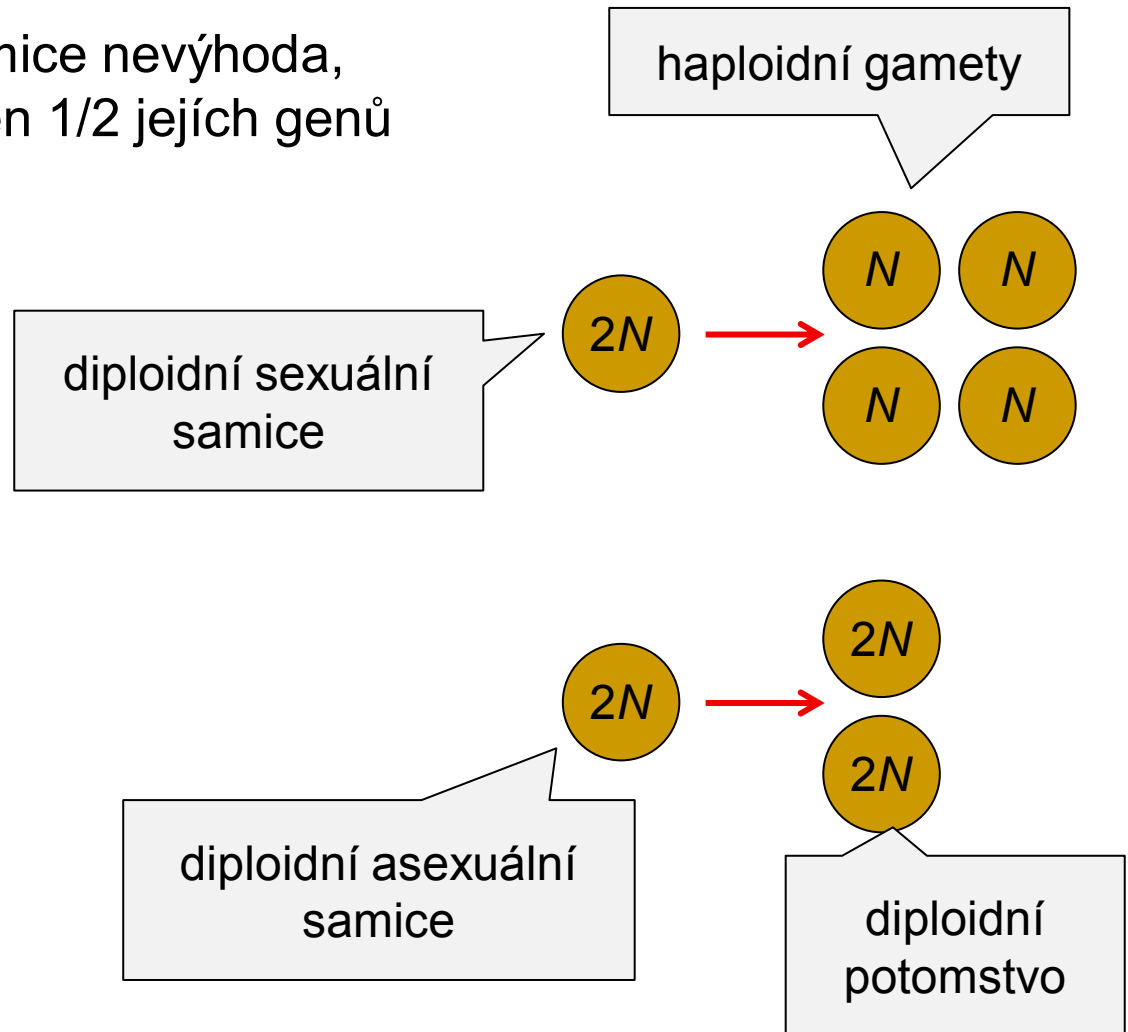 nevýhoda,
1/2 jejích genů
haploidní gamety
N N
2N
N N
diploidní sexuální
samice
2N
2N
2N
diploidní asexuální
samice
diploidní
potomstvo